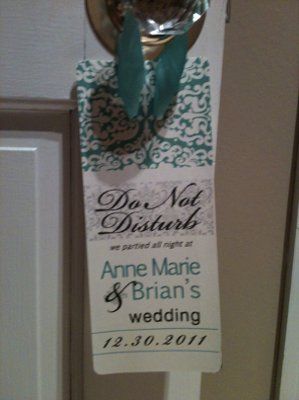 Do Not
Disturb
we partied all night at
Anne Marie
& Brian's
wedding
12.30.2011